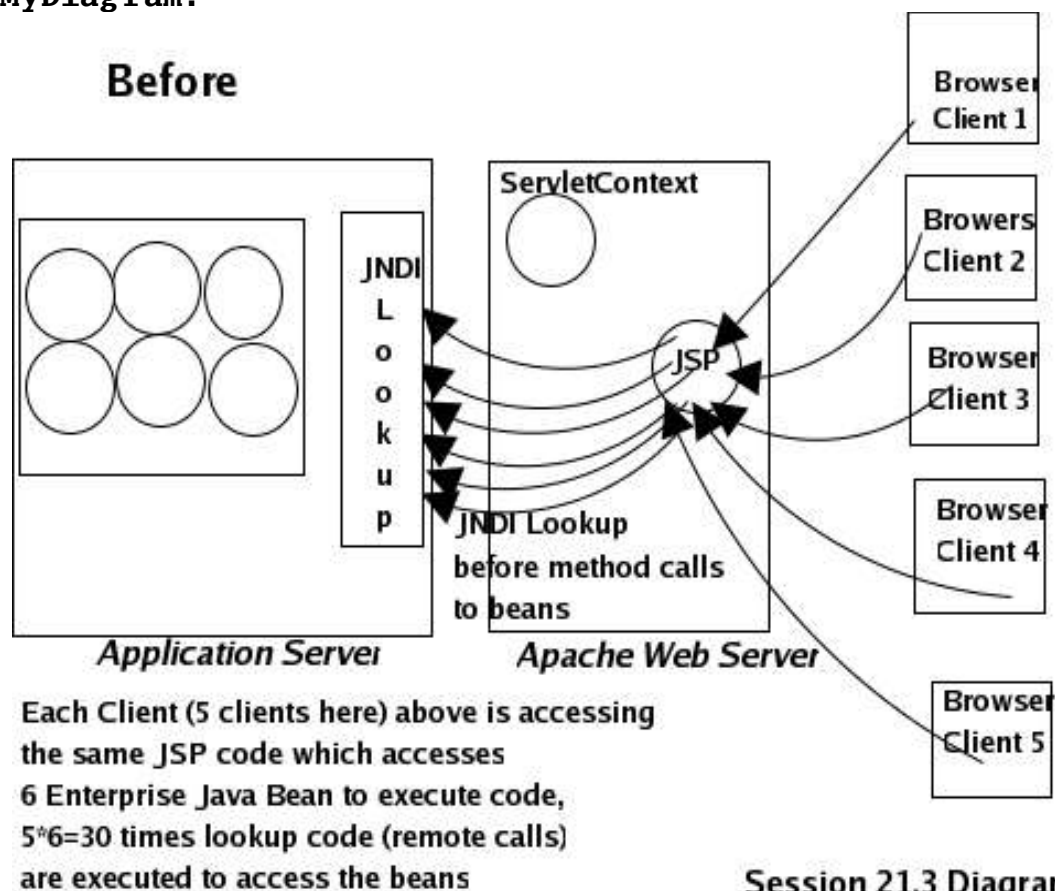 MyDiagram:
Before
Browser
Client 1
ServletContext
Browers
Client 2
JNDI
L
o
o
k
u
p
JSP
Browser
Client 3
Browser
Client 4
JNDI Lookup
before method calls
to beans
Application Server
Apache Web Server
Browser
Client 5
Each Client (5 clients here) above is accessing
the same JSP code which accesses
6 Enterprise Java Bean to execute code,
5*6=30 times lookup code (remote calls)
are executed to access the beans
Session 21.3 Diagram